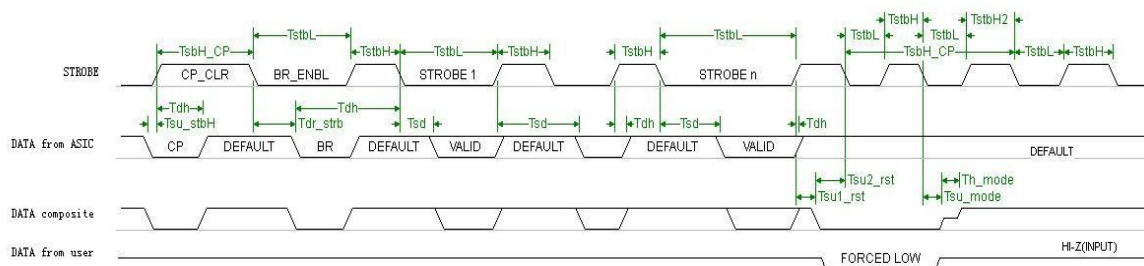 TstbH TstbH2
TstbL TstbH TstbL TstbH TstbL TstbL TstbL
TsbH_CP TstbH TsbH_CP TstbL TstbH
STROBE CP_CLR BR_ENBL STROBE 1 STROBE n
Tdh Tdh
Tsu_stbH Tdr_strb Tsd Tsd Tdh Tsd Tdh
DATA from ASIC CP DEFAULT BR DEFAULT VALID DEFAULT DEFAULT VALID DEFAULT
Tsu2_rst Th_mode
Tsu1_rst Tsu_mode
DATA composite
DATA from user FORCED LOW HI-Z(INPUT)